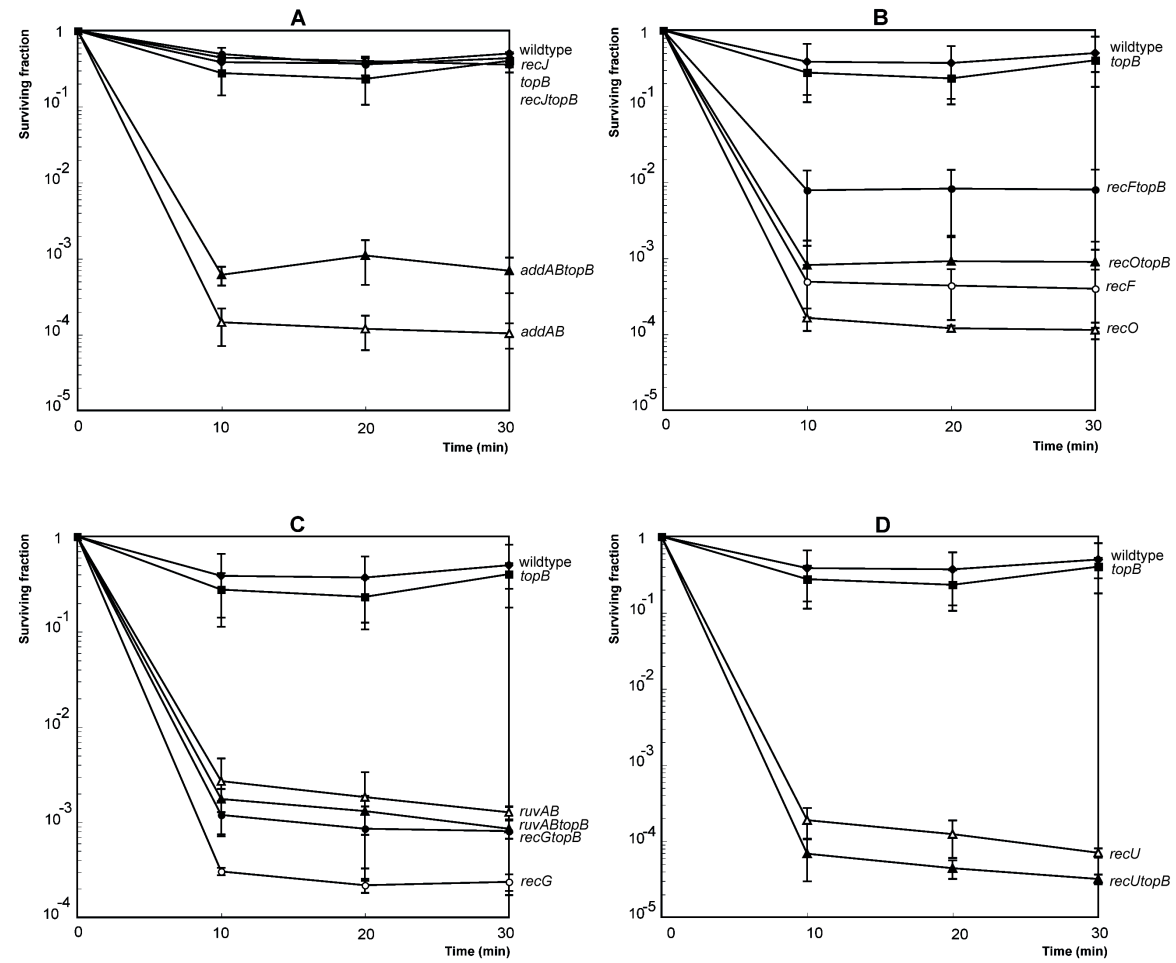 A
Surviving fraction
1
10-1
10-2
10-3
10-4
10-5
0
10
20
30
Time (min)
wildtype
recJ
topB
recJtopB
addABtopB
addAB
B
Surviving fraction
1
10-1
10-2
10-3
10-4
10-5
0
10
20
30
Time (min)
wildtype
topB
recFtopB
recOtopB
recF
recO
C
Surviving fraction
1
10-1
10-2
10-3
10-4
0
10
20
30
Time (min)
wildtype
topB
ruvAB
ruvABtopB
recGtopB
recG
D
Surviving fraction
1
10-1
10-2
10-3
10-4
10-5
0
10
20
30
Time (min)
wildtype
topB
recU
recUtopB